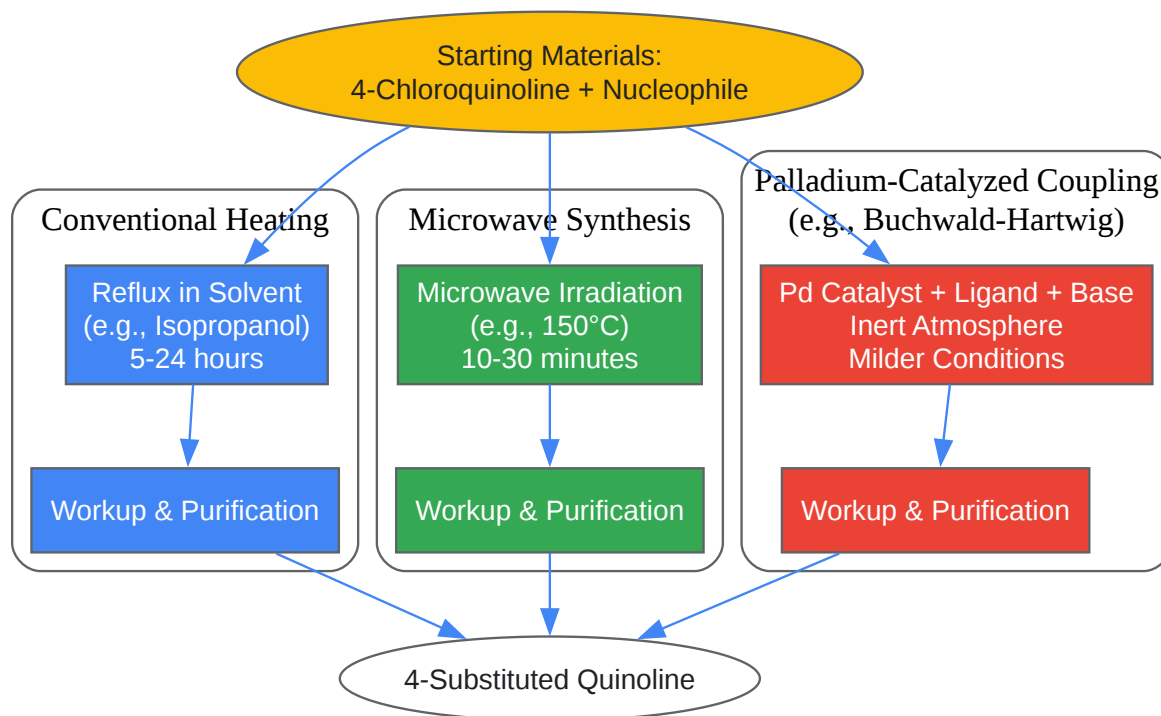 Starting Materials:
4-Chloroquinoline + Nucleophile
Conventional Heating
Reflux in Solvent
(e.g., Isopropanol)
5-24 hours
Workup & Purification
Microwave Synthesis
Microwave Irradiation
(e.g., 150°C)
10-30 minutes
Workup & Purification
Palladium-Catalyzed Coupling
(e.g., Buchwald-Hartwig)
Pd Catalyst + Ligand + Base
Inert Atmosphere
Milder Conditions
Workup & Purification
4-Substituted Quinoline